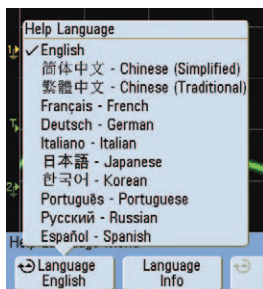 Help Language
English
简体中文 - Chinese (Simplified)
繁體中文 - Chinese (Traditional)
Français - French
Deutsch - German
Italiano - Italian
日本語 - Japanese
한국어 - Korean
Português - Portuguese
Русский - Russian
Español - Spanish
Language
English
Language
Info